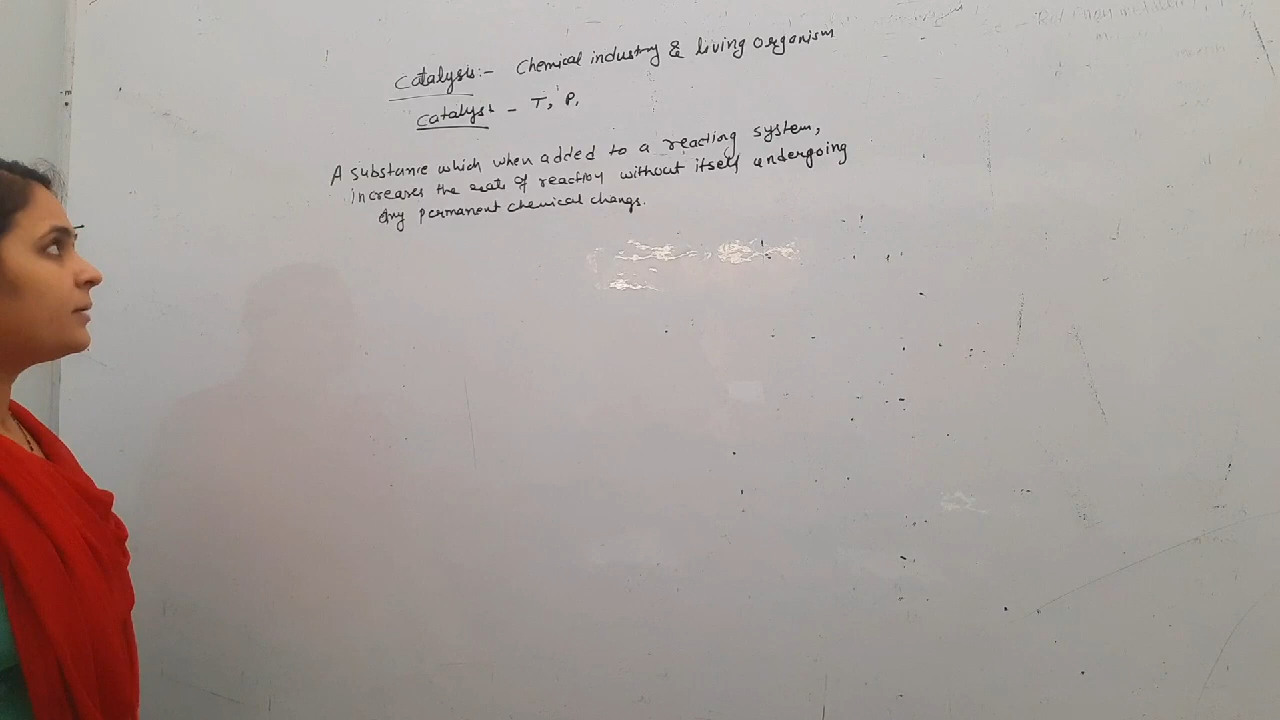 Catalysis:- Chemical industry & living organism
Catalyst - T, P,
A substance which when added to a reacting system,
increases the rate of reaction without itself undergoing
any permanent chemical change.